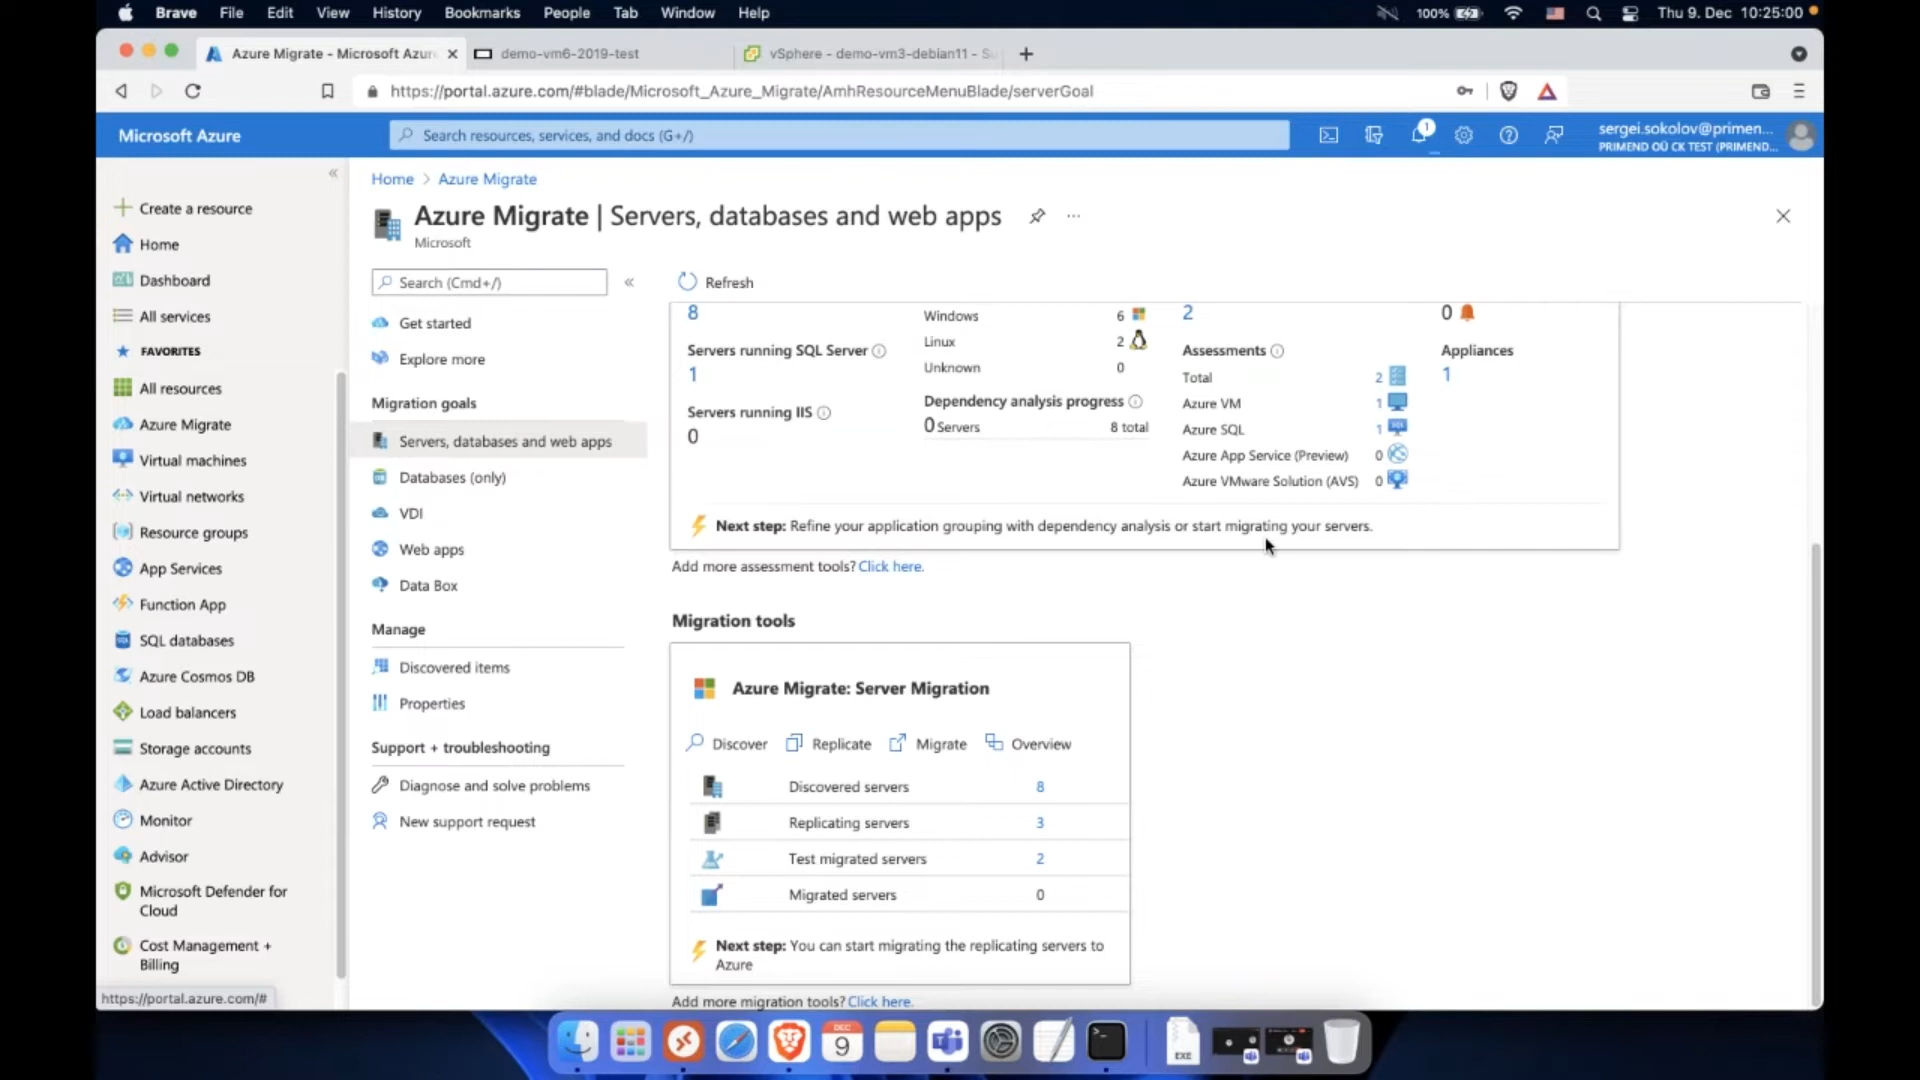 Brave File Edit View History Bookmarks People Tab Window Help 100% Thu 9. Dec 10:25:00
Azure Migrate - Microsoft Azur demo-vm6-2019-test vSphere - demo-vm3-debian11 - Su
https://portal.azure.com/#blade/Microsoft_Azure_Migrate/AmhResourceMenuBlade/serverGoal
Microsoft Azure
Search resources, services, and docs (G+/)
1
sergei.sokolov@primen...
PRIMEND OÜ CK TEST (PRIMEND...
Create a resource
Home
Dashboard
All services
FAVORITES
All resources
Azure Migrate
Virtual machines
Virtual networks
Resource groups
App Services
Function App
SQL databases
Azure Cosmos DB
Load balancers
Storage accounts
Azure Active Directory
Monitor
Advisor
Microsoft Defender for
Cloud
Cost Management +
Billing
https://portal.azure.com/#
Home > Azure Migrate
Azure Migrate | Servers, databases and web apps
Microsoft
Search (Cmd+/)
Get started
Explore more
Migration goals
Servers, databases and web apps
Databases (only)
VDI
Web apps
Data Box
Manage
Discovered items
Properties
Support + troubleshooting
Diagnose and solve problems
New support request
Refresh
8
Servers running SQL Server
1
Servers running IIS
0
Windows 6
Linux 2
Unknown 0
Dependency analysis progress
0 Servers 8 total
2
Assessments
Total 2
Azure VM 1
Azure SQL 1
Azure App Service (Preview) 0
Azure VMware Solution (AVS) 0
0
Appliances
1
Next step: Refine your application grouping with dependency analysis or start migrating your servers.
Add more assessment tools? Click here.
Migration tools
Azure Migrate: Server Migration
Discover Replicate Migrate Overview
Discovered servers 8
Replicating servers 3
Test migrated servers 2
Migrated servers 0
Next step: You can start migrating the replicating servers to
Azure
Add more migration tools? Click here.
DEC
9
EXE